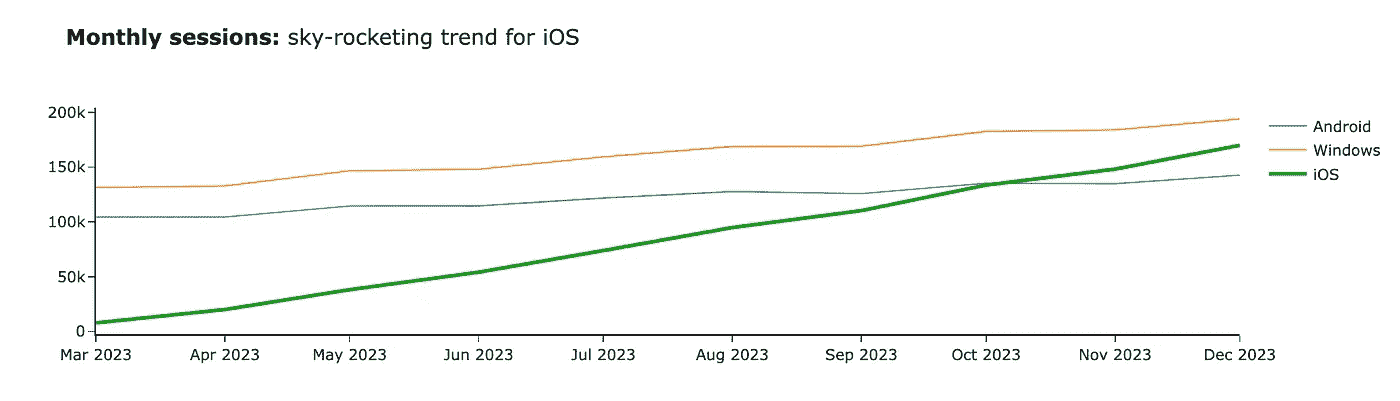 Monthly sessions: sky-rocketing trend for iOS
200k
150k
100k
50k
0
Mar 2023 Apr 2023 May 2023 Jun 2023 Jul 2023 Aug 2023 Sep 2023 Oct 2023 Nov 2023 Dec 2023
Android
Windows
iOS